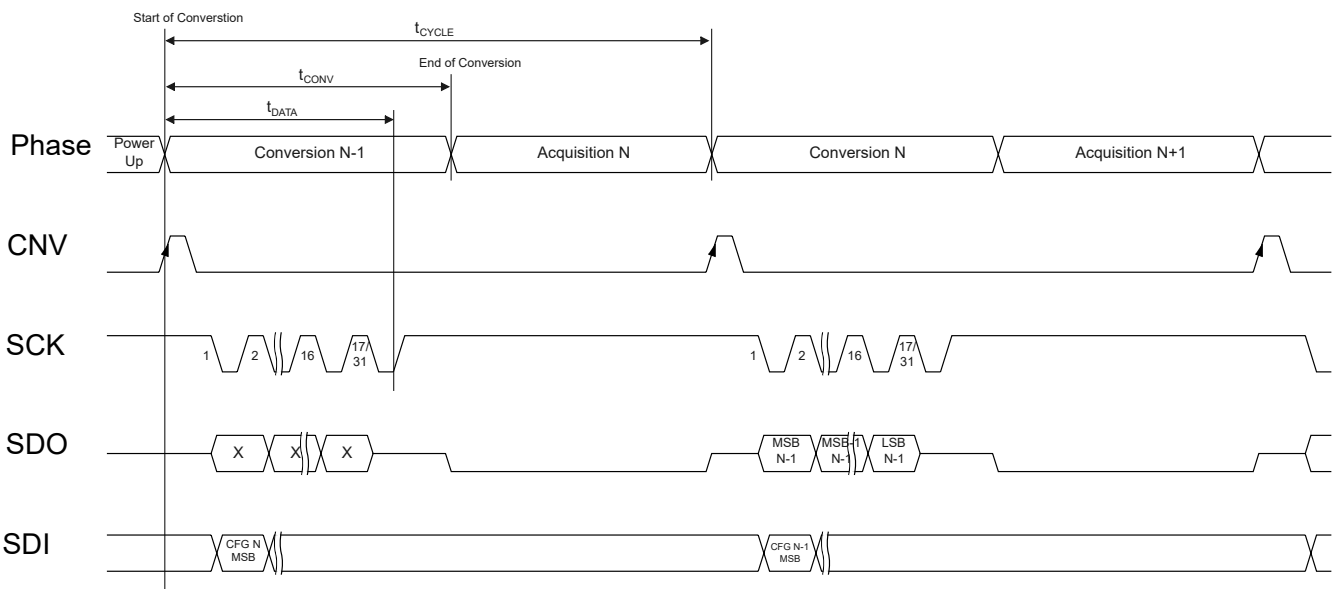 Start of Converstion
tCYCLE
End of Conversion
tCONV
tDATA
Phase
Power
Up
Conversion N-1
Acquisition N
Conversion N
Acquisition N+1
CNV
SCK
1
2
16
17/
31
1
2
16
17/
31
SDO
X
X
X
MSB
N-1
MSB-1
N-1
LSB
N-1
SDI
CFG N
MSB
CFG N-1
MSB